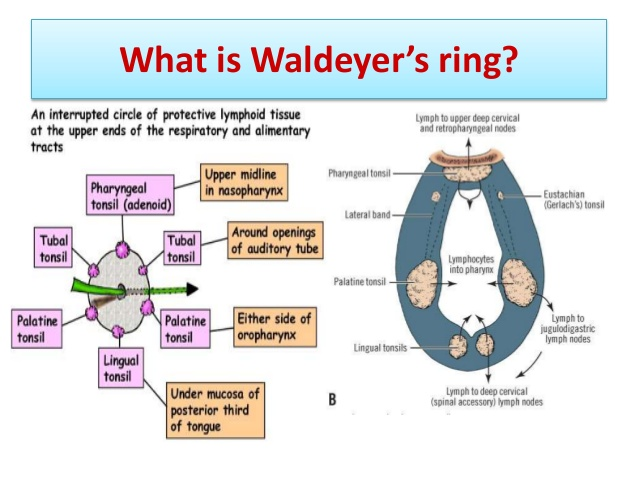 What is Waldeyer's ring?
An interrupted circle of protective lymphoid tissue
at the upper ends of the respiratory and alimentary
tracts
Pharyngeal
tonsil (adenoid)
Upper midline
in nasopharynx
Tubal
tonsil
Tubal
tonsil
Around openings
of auditory tube
Palatine
tonsil
Palatine
tonsil
Either side of
oropharynx
Lingual
tonsil
Under mucosa of
posterior third
of tongue
Lymph to upper deep cervical
and retropharyngeal nodes
Pharyngeal tonsil
Eustachian
(Gerlach's) tonsil
Lateral band
Lymphocytes
into pharynx
Palatine tonsil
Lymph to
jugulodigastric
lymph nodes
Lingual tonsils
Lymph to deep cervical
(spinal accessory) lymph nodes
B